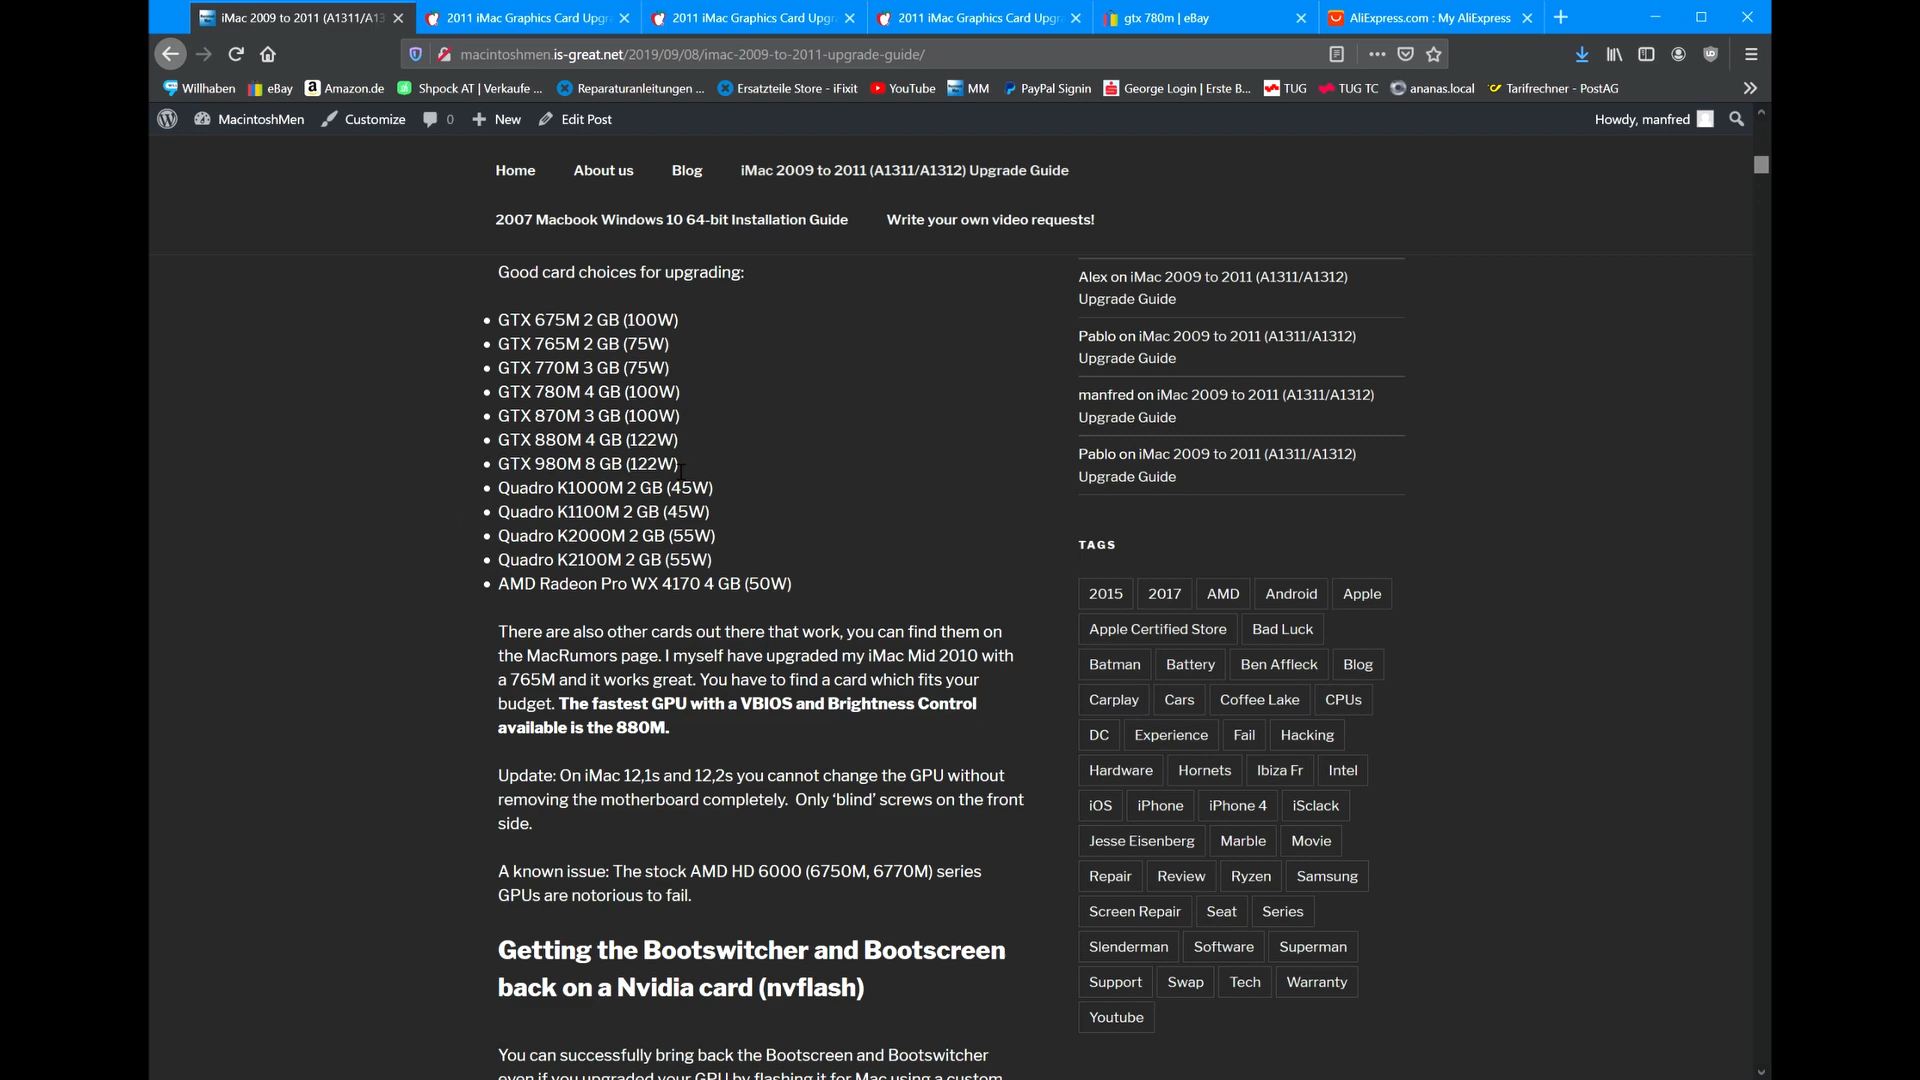 iMac 2009 to 2011 (A1311/A13
2011 iMac Graphics Card Upgr
2011 iMac Graphics Card Upgr
2011 iMac Graphics Card Upgr
gtx 780m | eBay
AliExpress.com : My AliExpress
macintoshmen.is-great.net/2019/09/08/imac-2009-to-2011-upgrade-guide/
Willhaben
eBay
Amazon.de
Shpock AT | Verkaufe ...
Reparaturanleitungen ...
Ersatzteile Store - iFixit
YouTube
MM
PayPal Signin
George Login | Erste B...
TUG
TUG TC
ananas.local
Tarifrechner - PostAG
MacintoshMen
Customize
0
New
Edit Post
Howdy, manfred
Home
About us
Blog
iMac 2009 to 2011 (A1311/A1312) Upgrade Guide
2007 Macbook Windows 10 64-bit Installation Guide
Write your own video requests!
Good card choices for upgrading:
GTX 675M 2 GB (100W)
GTX 765M 2 GB (75W)
GTX 770M 3 GB (75W)
GTX 780M 4 GB (100W)
GTX 870M 3 GB (100W)
GTX 880M 4 GB (122W)
GTX 980M 8 GB (122W)
Quadro K1000M 2 GB (45W)
Quadro K1100M 2 GB (45W)
Quadro K2000M 2 GB (55W)
Quadro K2100M 2 GB (55W)
AMD Radeon Pro WX 4170 4 GB (50W)
There are also other cards out there that work, you can find them on
the MacRumors page. I myself have upgraded my iMac Mid 2010 with
a 765M and it works great. You have to find a card which fits your
budget. The fastest GPU with a VBIOS and Brightness Control
available is the 880M.
Update: On iMac 12,1s and 12,2s you cannot change the GPU without
removing the motherboard completely. Only ‘blind’ screws on the front
side.
A known issue: The stock AMD HD 6000 (6750M, 6770M) series
GPUs are notorious to fail.
Getting the Bootswitcher and Bootscreen
back on a Nvidia card (nvflash)
You can successfully bring back the Bootscreen and Bootswitcher
even if you upgraded your GPU by flashing it for Mac using a custom
Alex on iMac 2009 to 2011 (A1311/A1312)
Upgrade Guide
Pablo on iMac 2009 to 2011 (A1311/A1312)
Upgrade Guide
manfred on iMac 2009 to 2011 (A1311/A1312)
Upgrade Guide
Pablo on iMac 2009 to 2011 (A1311/A1312)
Upgrade Guide
TAGS
2015 2017 AMD Android Apple
Apple Certified Store Bad Luck
Batman Battery Ben Affleck Blog
Carplay Cars Coffee Lake CPUs
DC Experience Fail Hacking
Hardware Hornets Ibiza Fr Intel
iOS iPhone iPhone 4 iSclack
Jesse Eisenberg Marble Movie
Repair Review Ryzen Samsung
Screen Repair Seat Series
Slenderman Software Superman
Support Swap Tech Warranty
Youtube